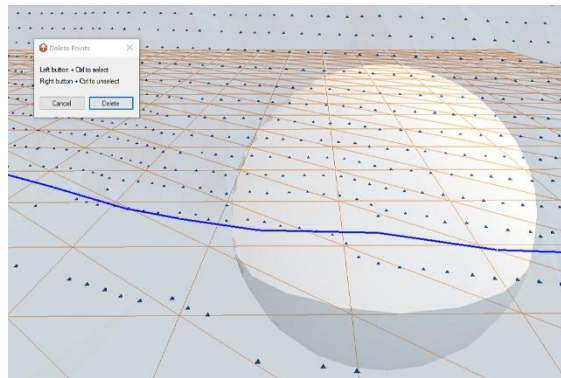 Delete Points
Left button + Ctrl to select
Right button + Ctrl to unselect
Cancel
Delete